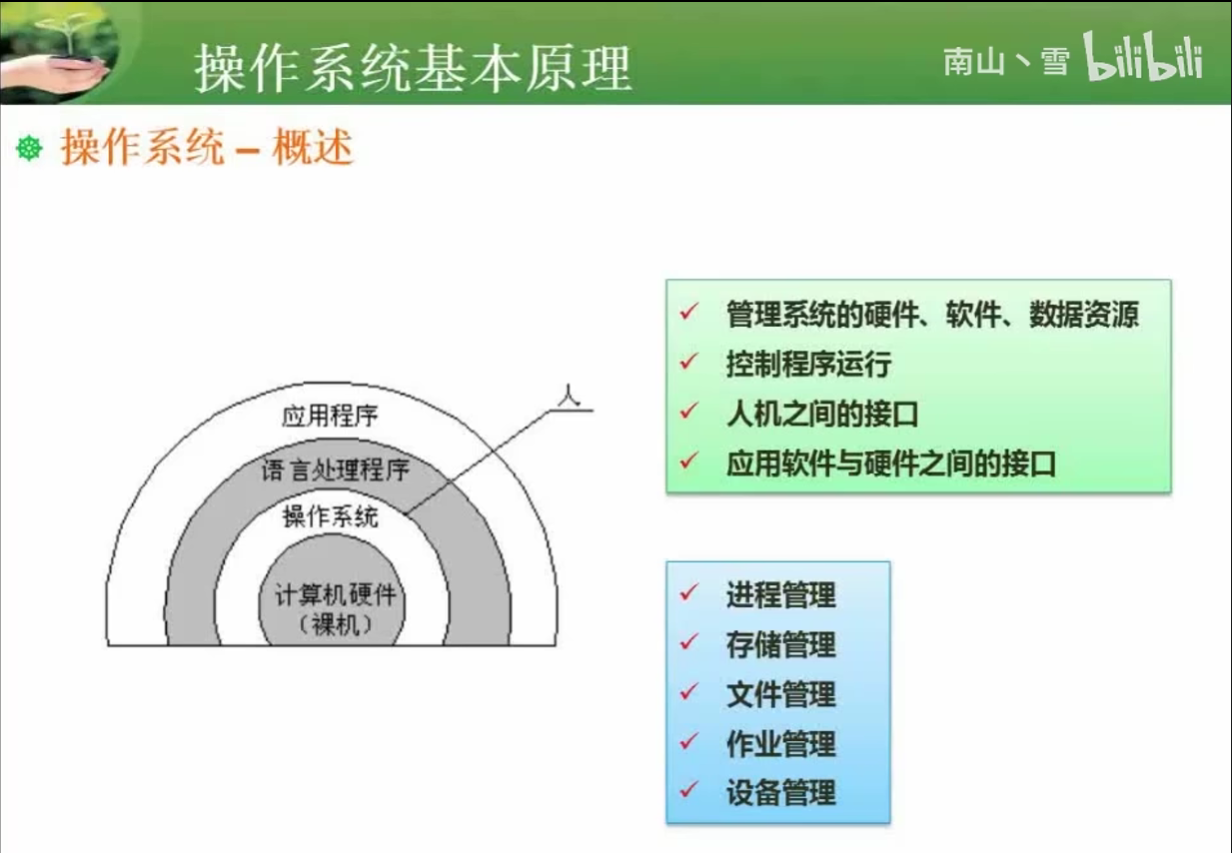 操作系统基本原理
南山丶雪 bilibili
操作系统 – 概述
管理系统的硬件、软件、数据资源
控制程序运行
人机之间的接口
应用软件与硬件之间的接口
人
应用程序
语言处理程序
操作系统
计算机硬件
（裸机）
进程管理
存储管理
文件管理
作业管理
设备管理